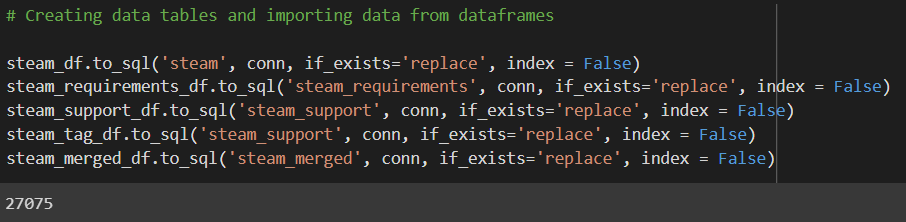 # Creating data tables and importing data from dataframes
steam_df.to_sql('steam', conn, if_exists='replace', index = False)
steam_requirements_df.to_sql('steam_requirements', conn, if_exists='replace', index = False)
steam_support_df.to_sql('steam_support', conn, if_exists='replace', index = False)
steam_tag_df.to_sql('steam_support', conn, if_exists='replace', index = False)
steam_merged_df.to_sql('steam_merged', conn, if_exists='replace', index = False)
27075